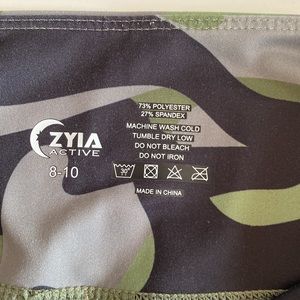 ZYIA
ACTIVE
8-10
73% POLYESTER
27% SPANDEX
MACHINE WASH COLD
TUMBLE DRY LOW
DO NOT BLEACH
DO NOT IRON
30°
MADE IN CHINA